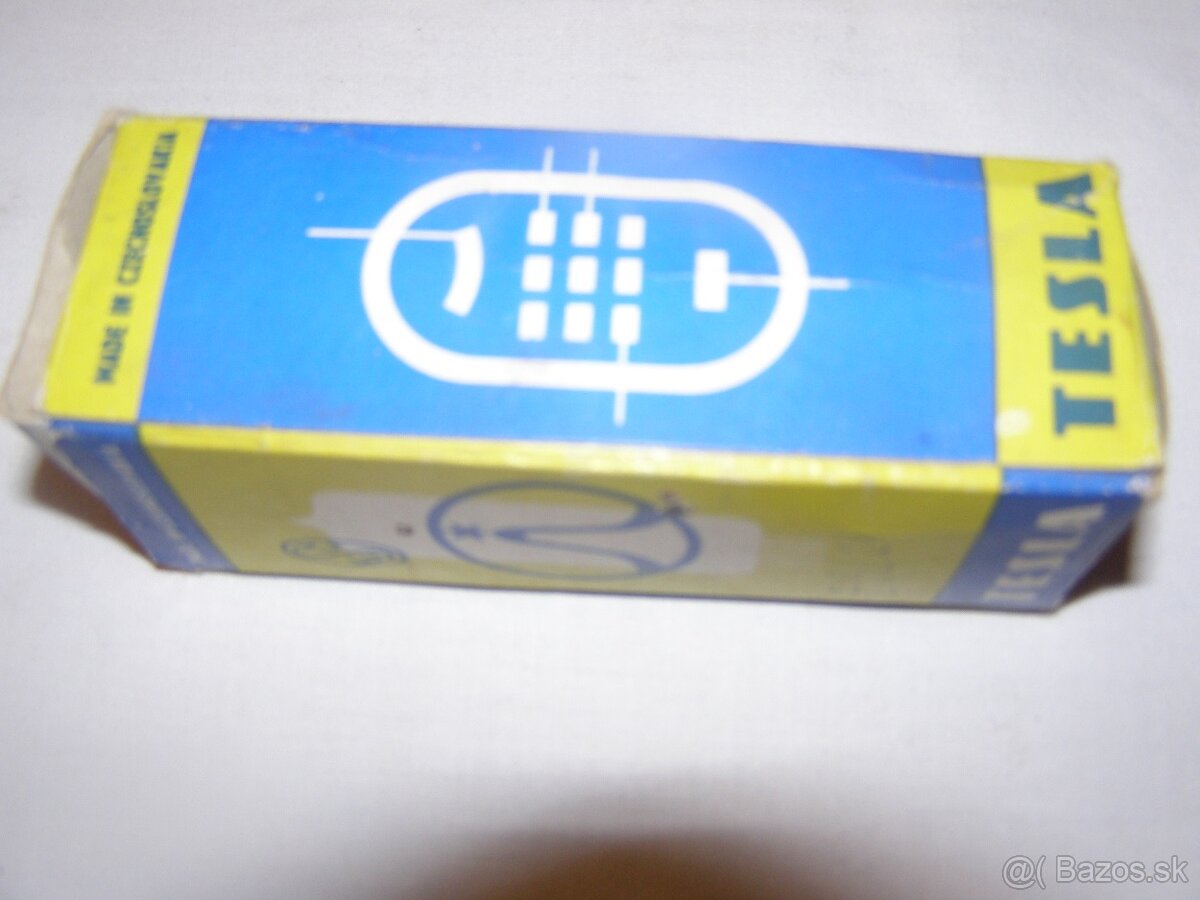 MADE IN CZECHOSLOVAKIA
TESLA
TESLA
@( Bazos.sk